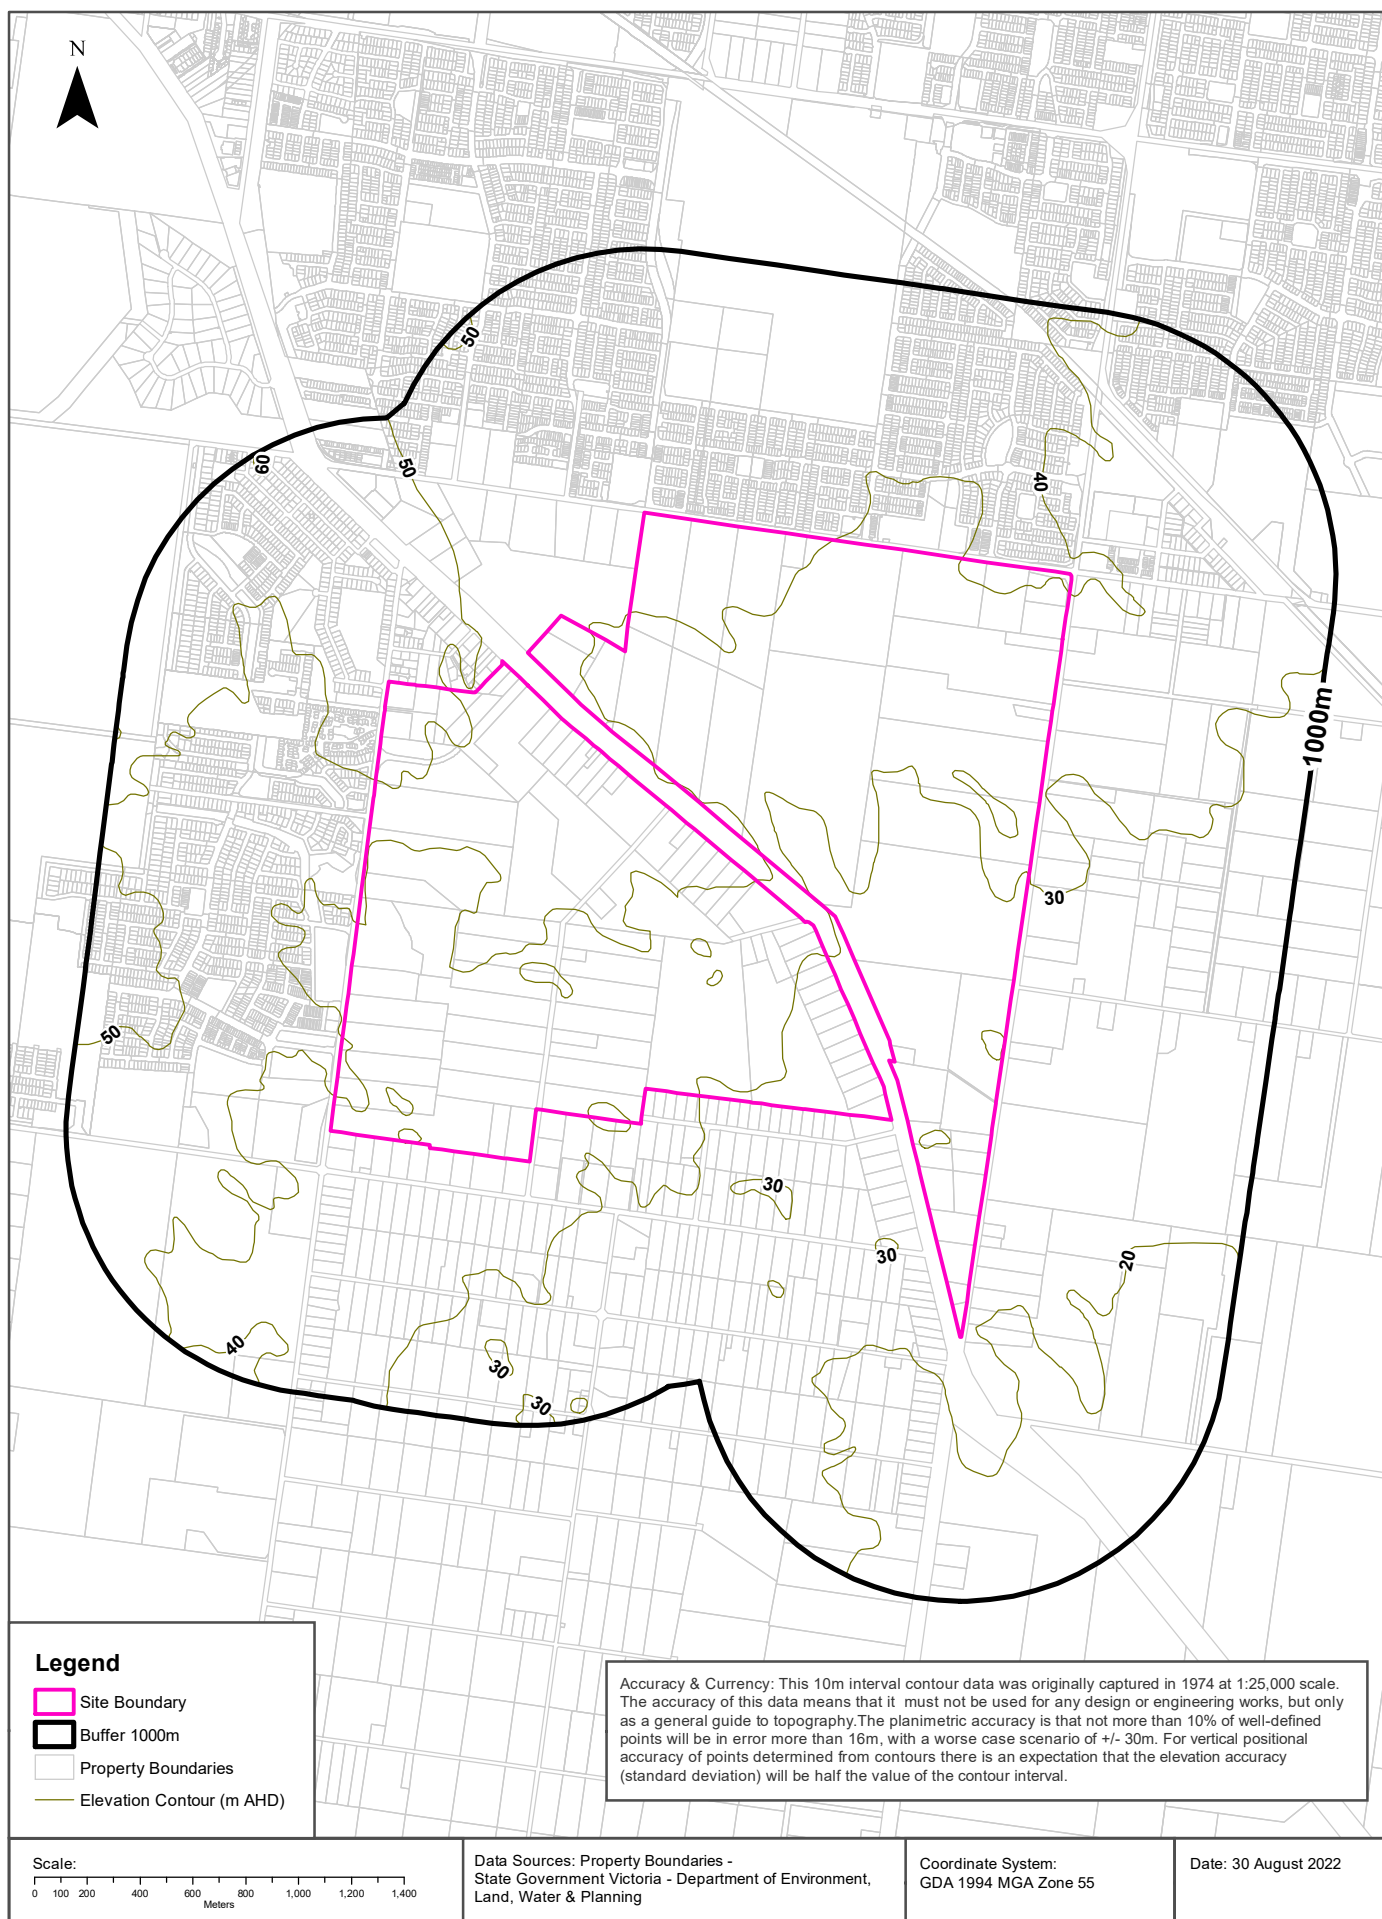 N
50
60
50
40
1000m
30
50
30
30
20
40
30
30
Legend
Site Boundary
Buffer 1000m
Property Boundaries
Elevation Contour (m AHD)
Accuracy & Currency: This 10m interval contour data was originally captured in 1974 at 1:25,000 scale.
The accuracy of this data means that it must not be used for any design or engineering works, but only
as a general guide to topography.The planimetric accuracy is that not more than 10% of well-defined
points will be in error more than 16m, with a worse case scenario of +/- 30m. For vertical positional
accuracy of points determined from contours there is an expectation that the elevation accuracy
(standard deviation) will be half the value of the contour interval.
Scale:
0 100 200 400 600 800 1,000 1,200 1,400
Meters
Data Sources: Property Boundaries -
State Government Victoria - Department of Environment,
Land, Water & Planning
Coordinate System:
GDA 1994 MGA Zone 55
Date: 30 August 2022